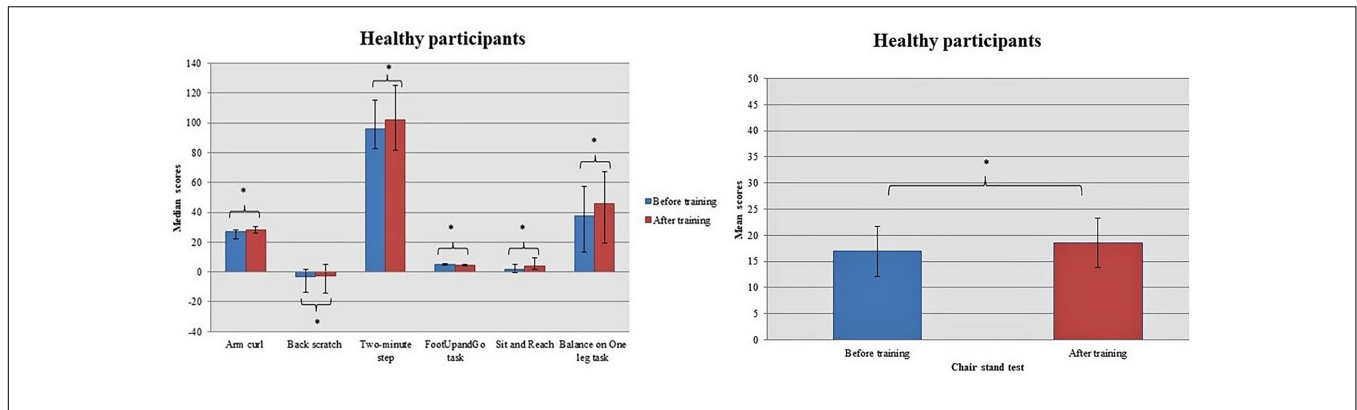 Healthy participants
140
120
100
80
60
40
20
0
-20
-40
Median scores
*
*
*
*
*
*
Arm curl
Back scratch
Two-minute
step
FootUpandGo
task
Sit and Reach
Balance on One
leg task
Before training
After training
Healthy participants
50
45
40
35
30
25
20
15
10
5
0
Mean scores
*
Before training
After training
Chair stand test